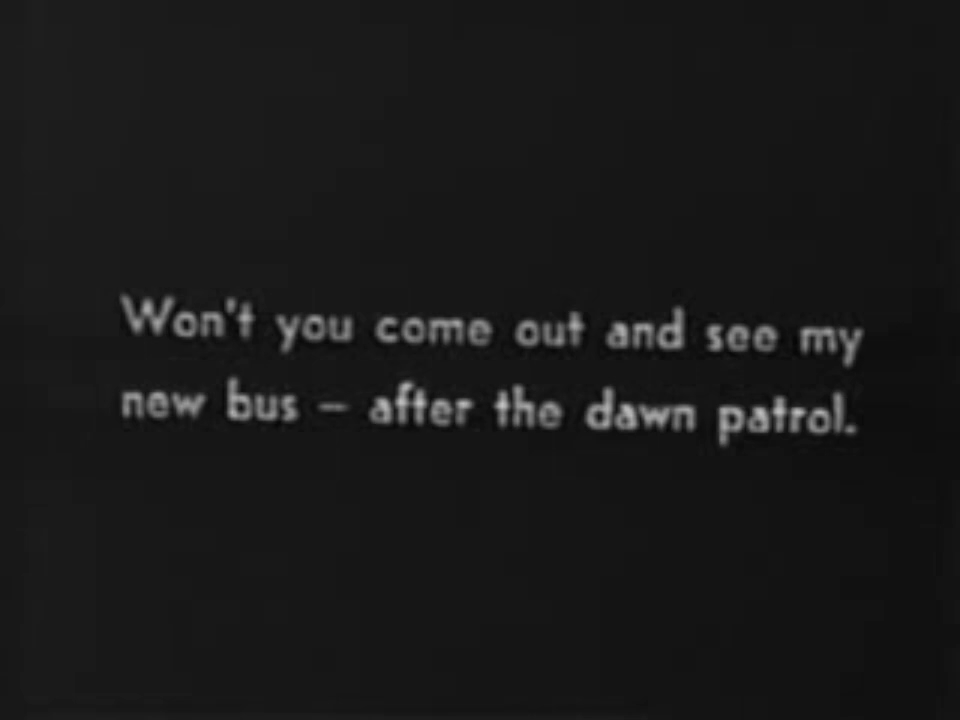 Won't you come out and see my
new bus – after the dawn patrol.